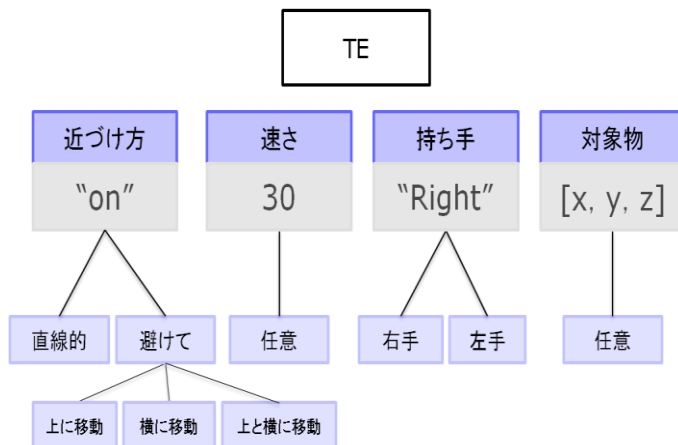 TE
近づけ方
速さ
持ち手
対象物
“on”
30
“Right”
[x, y, z]
直線的
避けて
任意
右手
左手
任意
上に移動
横に移動
上と横に移動